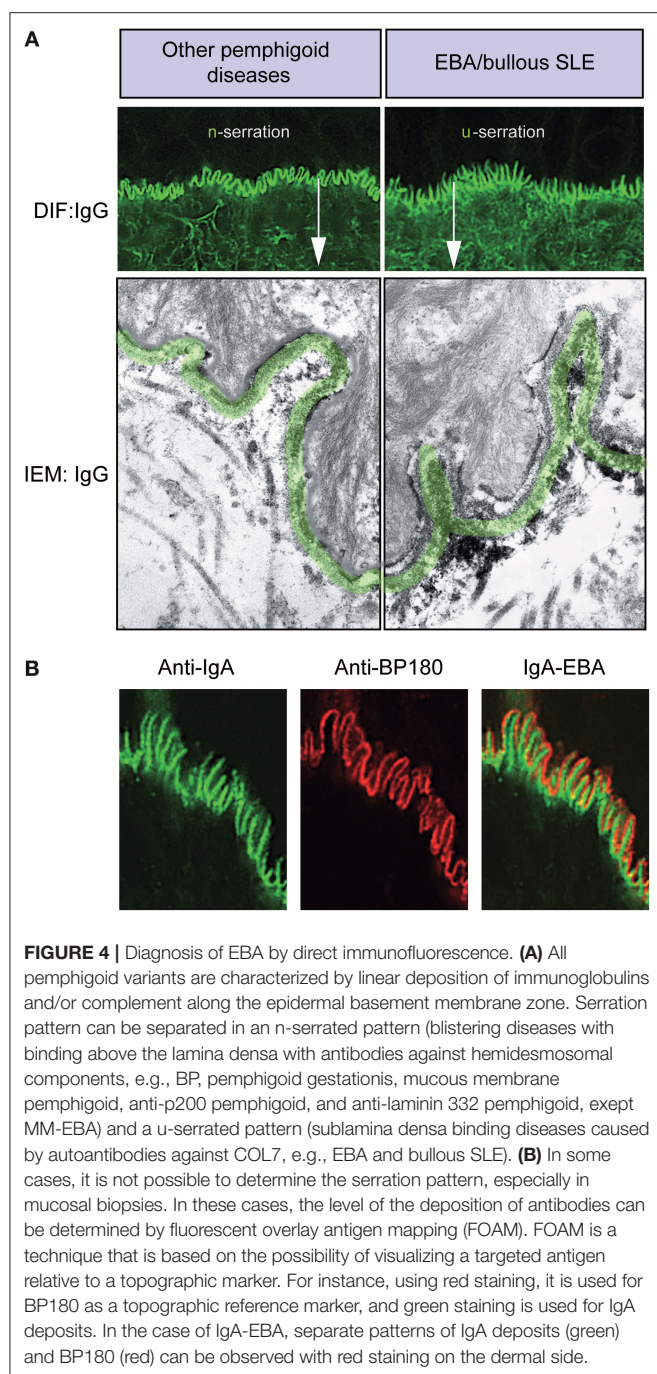 A
Other pemphigoid
diseases
EBA/bullous SLE
n-serration
u-serration
DIF:IgG
IEM: IgG
B
Anti-IgA
Anti-BP180
IgA-EBA
FIGURE 4 | Diagnosis of EBA by direct immunofluorescence. (A) All
pemphigoid variants are characterized by linear deposition of immunoglobulins
and/or complement along the epidermal basement membrane zone. Serration
pattern can be separated in an n-serrated pattern (blistering diseases with
binding above the lamina densa with antibodies against hemidesmosomal
components, e.g., BP, pemphigoid gestationis, mucous membrane
pemphigoid, anti-p200 pemphigoid, and anti-laminin 332 pemphigoid, exept
MM-EBA) and a u-serrated pattern (sublamina densa binding diseases caused
by autoantibodies against COL7, e.g., EBA and bullous SLE). (B) In some
cases, it is not possible to determine the serration pattern, especially in
mucosal biopsies. In these cases, the level of the deposition of antibodies can
be determined by fluorescent overlay antigen mapping (FOAM). FOAM is a
technique that is based on the possibility of visualizing a targeted antigen
relative to a topographic marker. For instance, using red staining, it is used for
BP180 as a topographic reference marker, and green staining is used for IgA
deposits. In the case of IgA-EBA, separate patterns of IgA deposits (green)
and BP180 (red) can be observed with red staining on the dermal side.